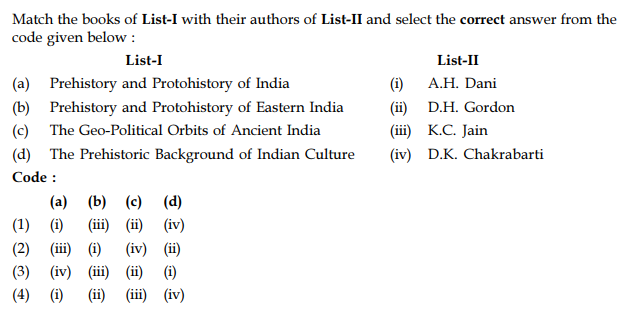 Match the books of List-I with their authors of List-II and select the correct answer from the
code given below :
List-I List-II
(a) Prehistory and Protohistory of India (i) A.H. Dani
(b) Prehistory and Protohistory of Eastern India (ii) D.H. Gordon
(c) The Geo-Political Orbits of Ancient India (iii) K.C. Jain
(d) The Prehistoric Background of Indian Culture (iv) D.K. Chakrabarti
Code :
(a) (b) (c) (d)
(1) (i) (iii) (ii) (iv)
(2) (iii) (i) (iv) (ii)
(3) (iv) (iii) (ii) (i)
(4) (i) (ii) (iii) (iv)